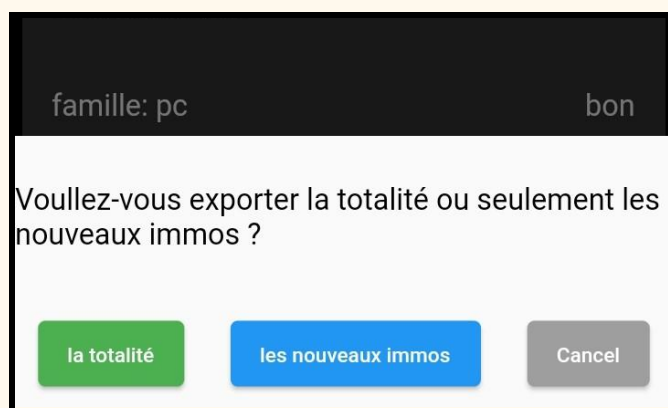 famille: pc bon
Voullez-vous exporter la totalité ou seulement les
nouveaux immos ?
la totalité les nouveaux immos Cancel